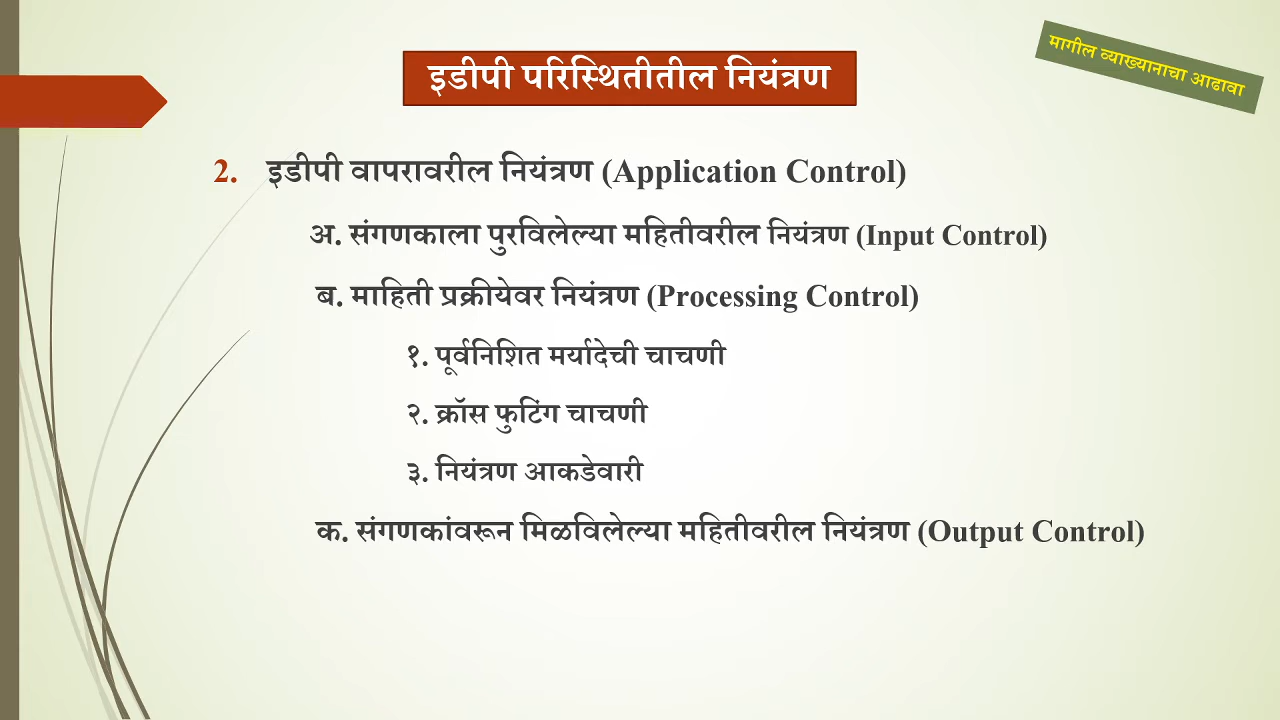 मागील व्याख्यानाचा आढावा
इडीपी परिस्थितीतील नियंत्रण
2. इडीपी वापरावरील नियंत्रण (Application Control)
अ. संगणकाला पुरविलेल्या महितीवरील नियंत्रण (Input Control)
ब. माहिती प्रक्रीयेवर नियंत्रण (Processing Control)
१. पूर्वनिशित मर्यादेची चाचणी
२. क्रॉस फुटिंग चाचणी
३. नियंत्रण आकडेवारी
क. संगणकांवरून मिळविलेल्या महितीवरील नियंत्रण (Output Control)